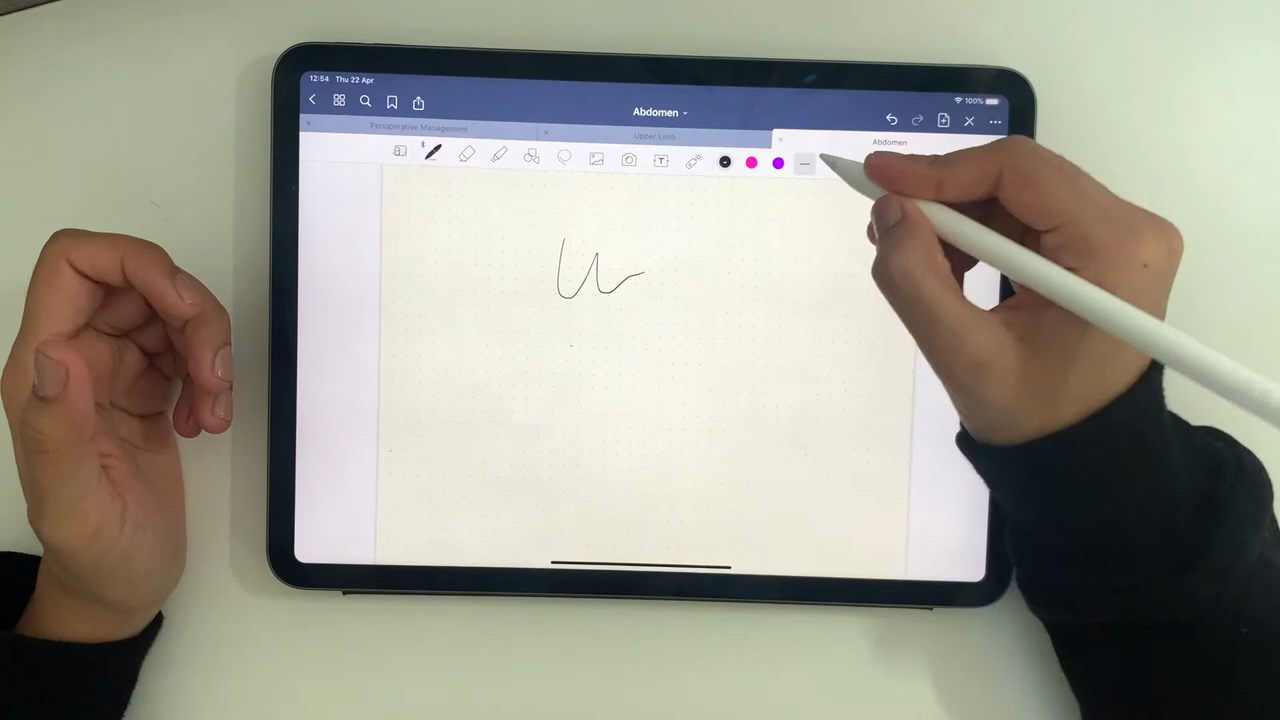 12:54 Thu 22 Apr
100%
Abdomen
Perioperative Management
Upper Limb
Abdomen
T